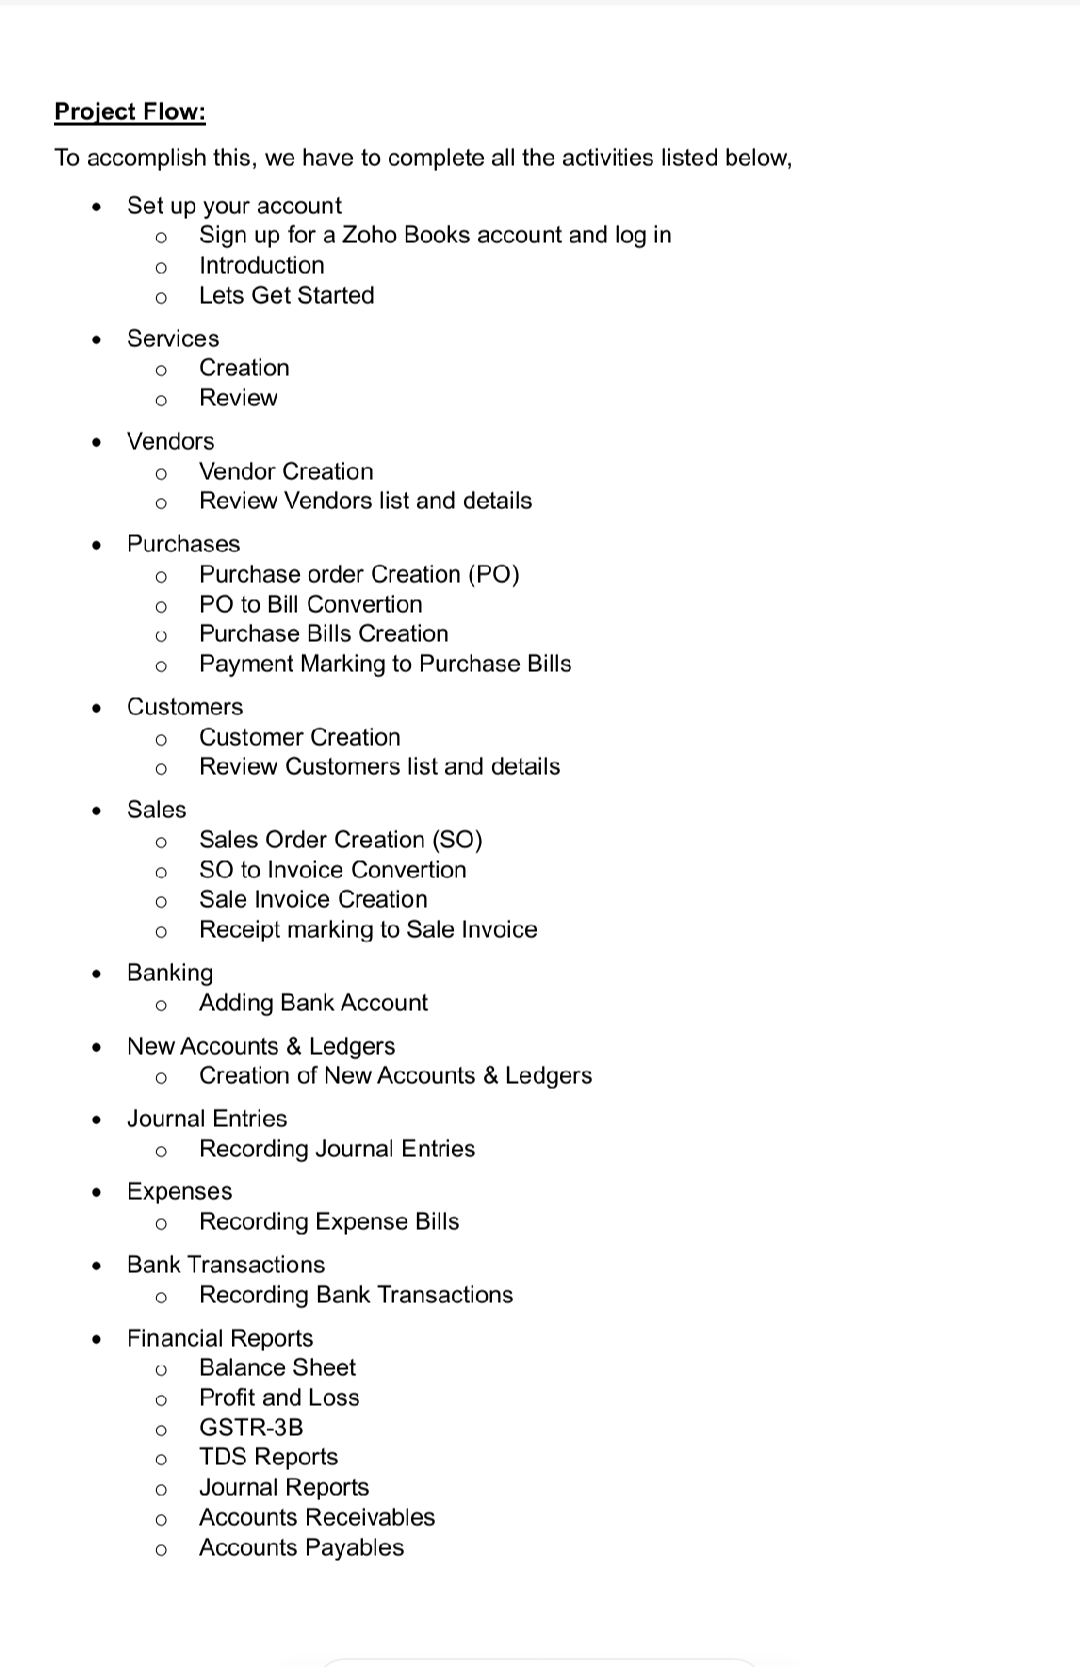 Project Flow:
To accomplish this, we have to complete all the activities listed below,
• Set up your account
o Sign up for a Zoho Books account and log in
o Introduction
o Lets Get Started
• Services
o Creation
o Review
• Vendors
o Vendor Creation
o Review Vendors list and details
• Purchases
o Purchase order Creation (PO)
o PO to Bill Convertion
o Purchase Bills Creation
o Payment Marking to Purchase Bills
• Customers
o Customer Creation
o Review Customers list and details
• Sales
o Sales Order Creation (SO)
o SO to Invoice Convertion
o Sale Invoice Creation
o Receipt marking to Sale Invoice
• Banking
o Adding Bank Account
• New Accounts & Ledgers
o Creation of New Accounts & Ledgers
• Journal Entries
o Recording Journal Entries
• Expenses
o Recording Expense Bills
• Bank Transactions
o Recording Bank Transactions
• Financial Reports
o Balance Sheet
o Profit and Loss
o GSTR-3B
o TDS Reports
o Journal Reports
o Accounts Receivables
o Accounts Payables